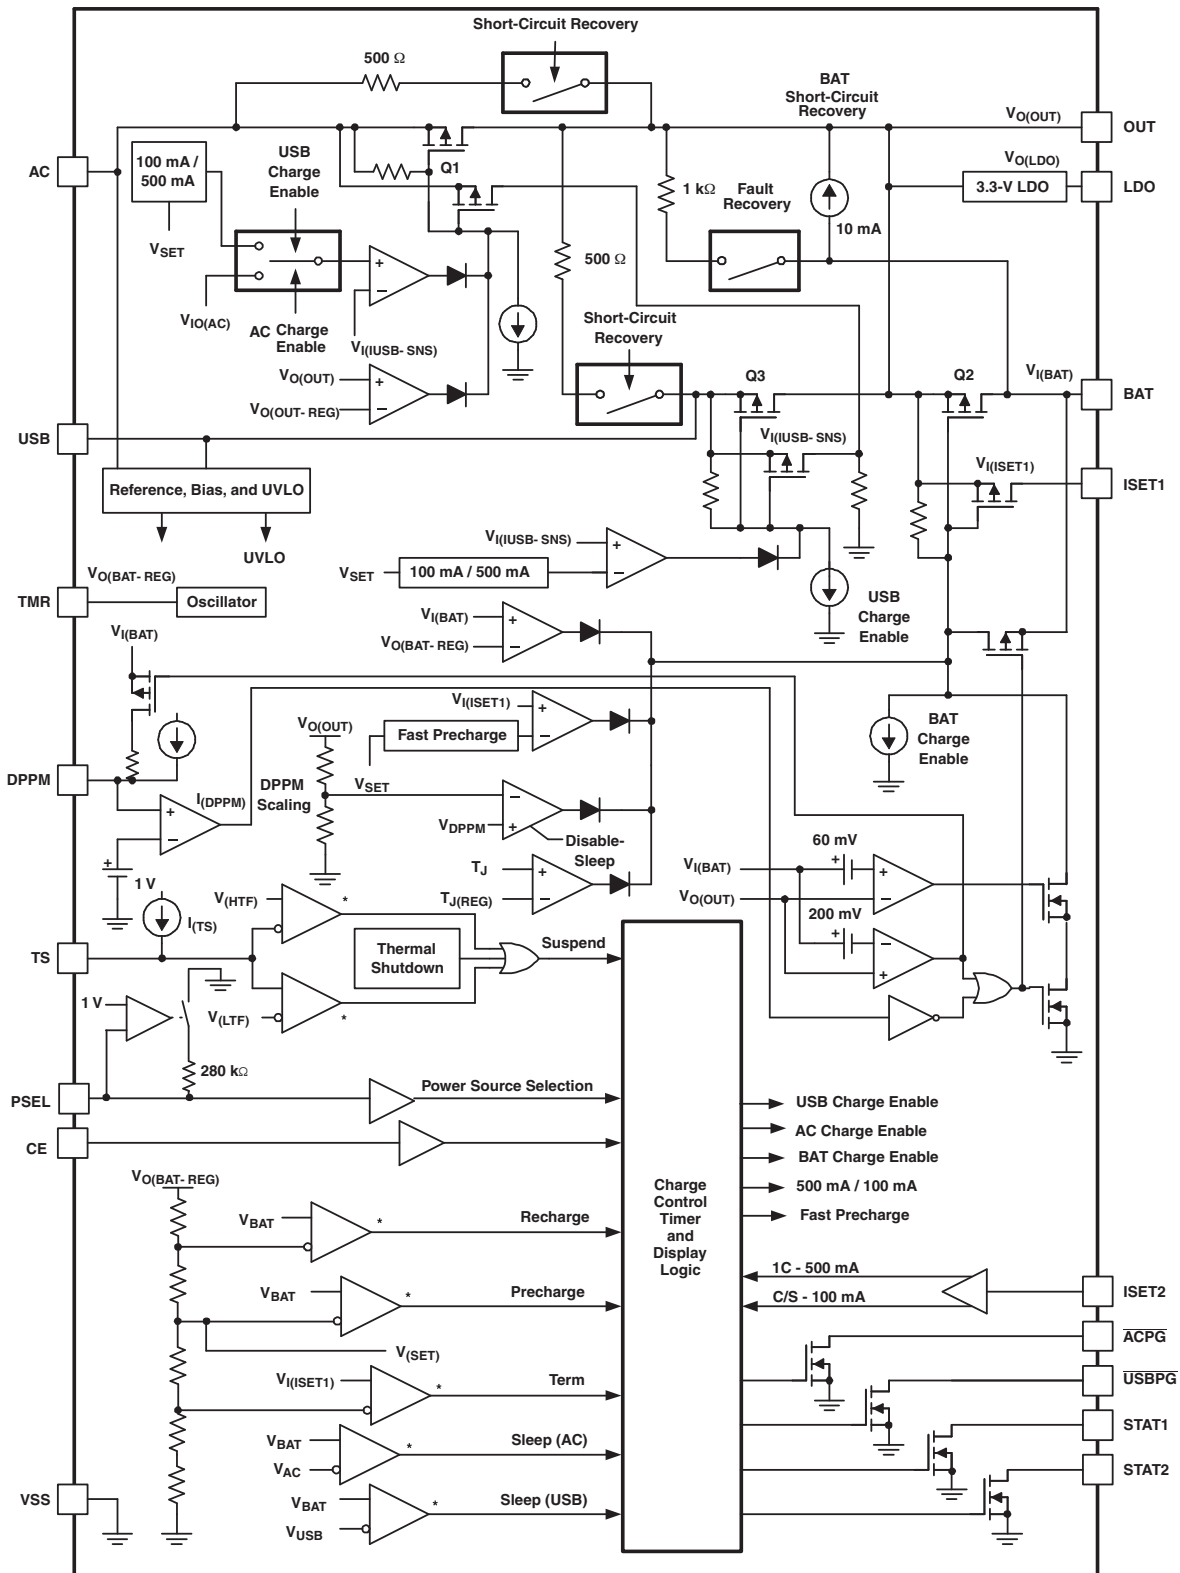 Short-Circuit Recovery
500 Ω
BAT
Short-Circuit
Recovery
VO(OUT)
OUT
AC
100 mA /
500 mA
USB
Charge
Enable
Q1
1 kΩ
Fault
Recovery
VO(LDO)
3.3-V LDO
LDO
10 mA
VSET
500 Ω
VIO(AC)
AC Charge
Enable
+
−
VI(IUSB- SNS)
Short-Circuit
Recovery
VO(OUT)
+
−
VO(OUT- REG)
Q3
Q2
VI(BAT)
BAT
USB
VI(IUSB- SNS)
VI(ISET1)
ISET1
Reference, Bias, and UVLO
UVLO
VI(IUSB- SNS)
+
−
VSET
100 mA / 500 mA
USB
Charge
Enable
VO(BAT- REG)
TMR
Oscillator
VI(BAT)
+
−
VO(BAT- REG)
VI(BAT)
VI(ISET1)
+
−
Fast Precharge
VSET
VO(OUT)
BAT
Charge
Enable
DPPM
DPPM
Scaling
I(DPPM)
+
−
−
+
VDPPM
Disable-
Sleep
+
1 V
TJ
+
−
TJ(REG)
60 mV
VI(BAT)
+
+
−
VO(OUT)
200 mV
+
−
+
V(HTF)
*
I(TS)
TS
Thermal
Shutdown
Suspend
1 V
V(LTF)
*
280 kΩ
PSEL
Power Source Selection
CE
USB Charge Enable
AC Charge Enable
BAT Charge Enable
500 mA / 100 mA
Fast Precharge
Charge
Control
Timer
and
Display
Logic
VO(BAT- REG)
VBAT
*
Recharge
VBAT
*
Precharge
V(SET)
1C - 500 mA
C/S - 100 mA
ISET2
ACPG
USBPG
VI(ISET1)
*
Term
STAT1
VBAT
*
Sleep (AC)
VAC
STAT2
VSS
VBAT
*
Sleep (USB)
VUSB